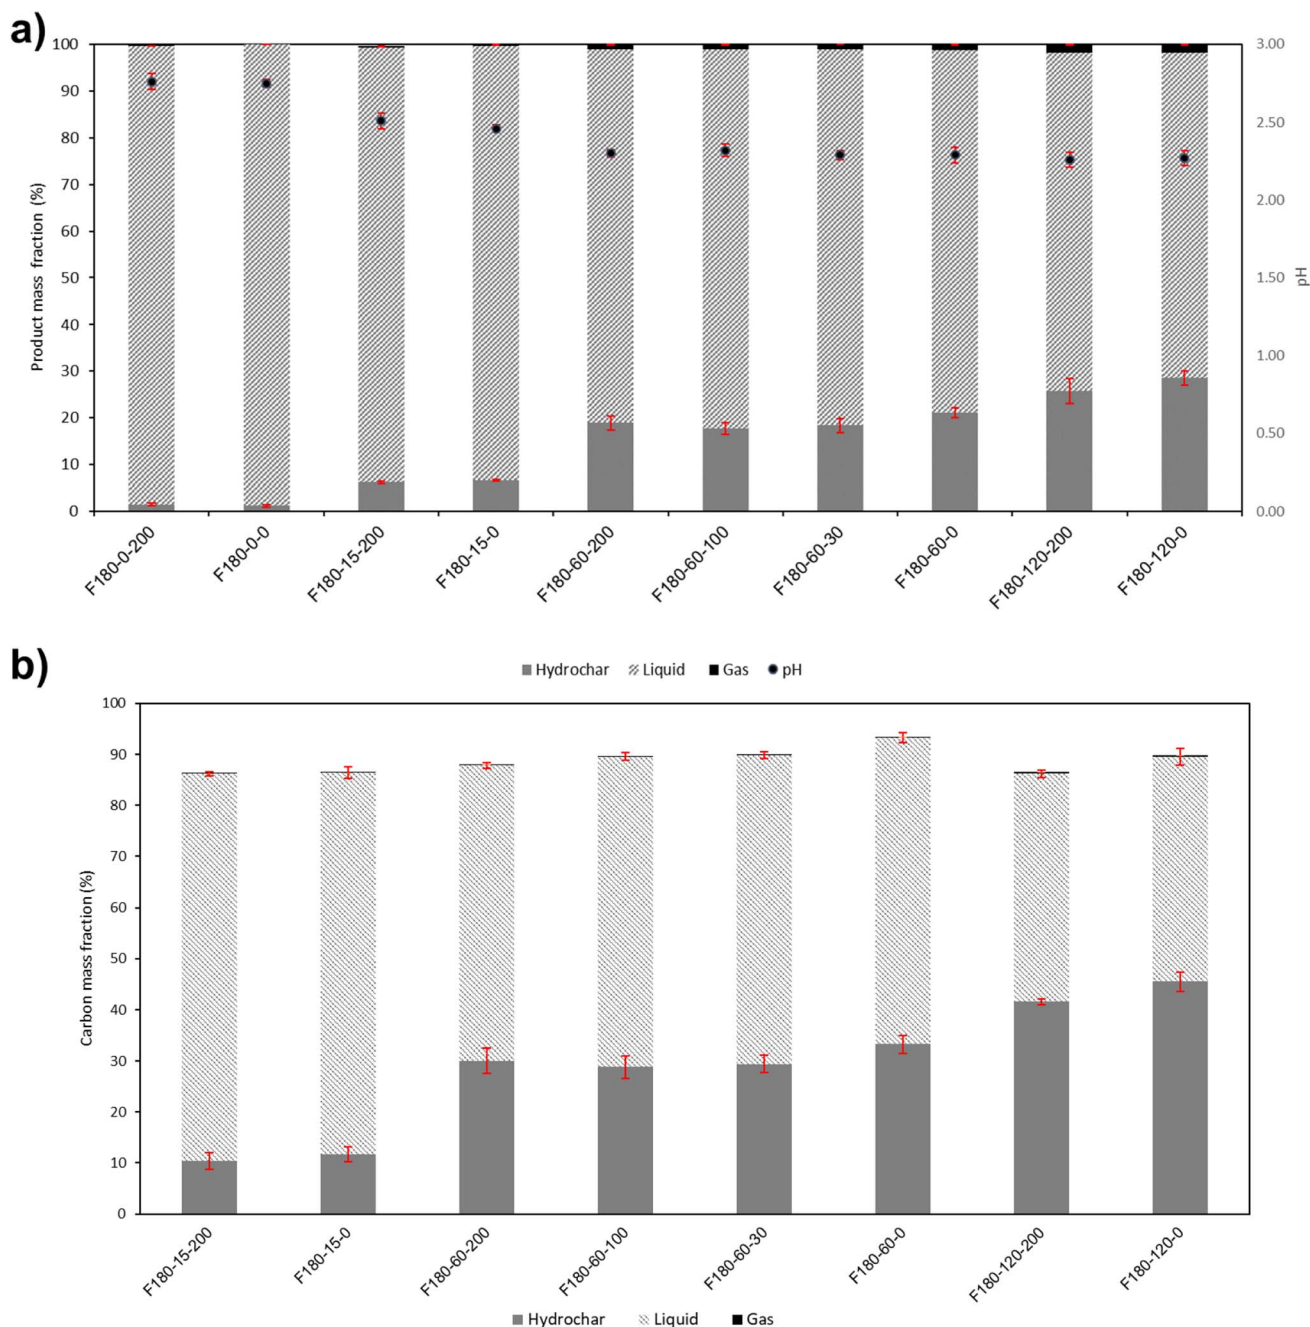 a)
100
90
80
70
60
50
40
30
20
10
0
Product mass fraction (%)
3.00
2.50
2.00
1.50
1.00
0.50
0.00
pH
F180-0-200
F180-0-0
F180-15-200
F180-15-0
F180-60-200
F180-60-100
F180-60-30
F180-60-0
F180-120-200
F180-120-0
Hydrochar Liquid Gas pH
b)
100
90
80
70
60
50
40
30
20
10
0
Carbon mass fraction (%)
F180-15-200
F180-15-0
F180-60-200
F180-60-100
F180-60-30
F180-60-0
F180-120-200
F180-120-0
Hydrochar Liquid Gas